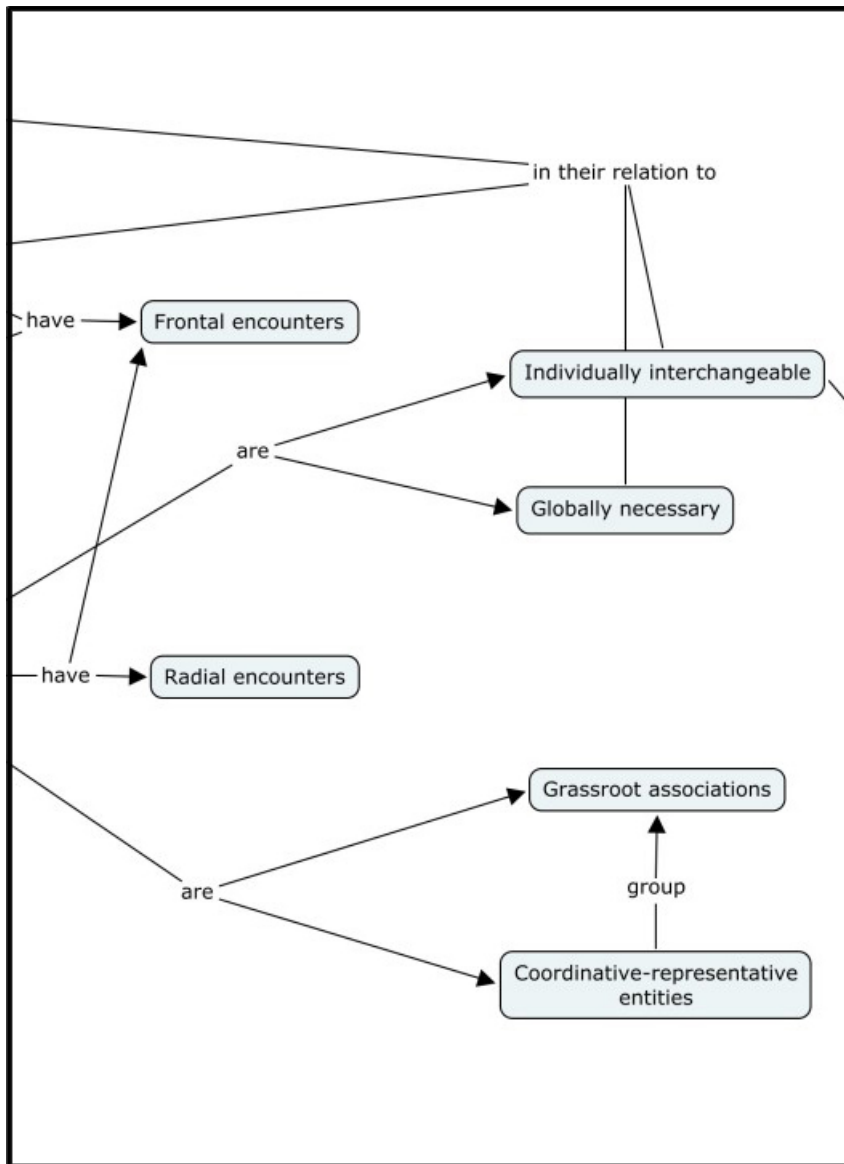 in their relation to
have
Frontal encounters
Individually interchangeable
are
Globally necessary
have
Radial encounters
Grassroot associations
are
group
Coordinative-representative
entities